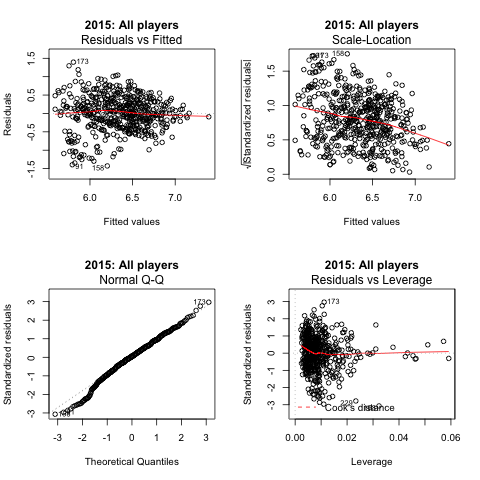 2015: All players
Residuals vs Fitted
Residuals
-1.5 -0.5 0.5 1.5
173
91
158
6.0 6.5 7.0
Fitted values
2015: All players
Scale-Location
√|Standardized residuals|
0.0 0.5 1.0 1.5
158
6.0 6.5 7.0
Fitted values
2015: All players
Normal Q-Q
Standardized residuals
-3 -2 -1 0 1 2 3
173
-3 -2 -1 0 1 2 3
Theoretical Quantiles
2015: All players
Residuals vs Leverage
Standardized residuals
-3 -2 -1 0 1 2 3
173
229
Cook's distance
0.00 0.02 0.04 0.06
Leverage